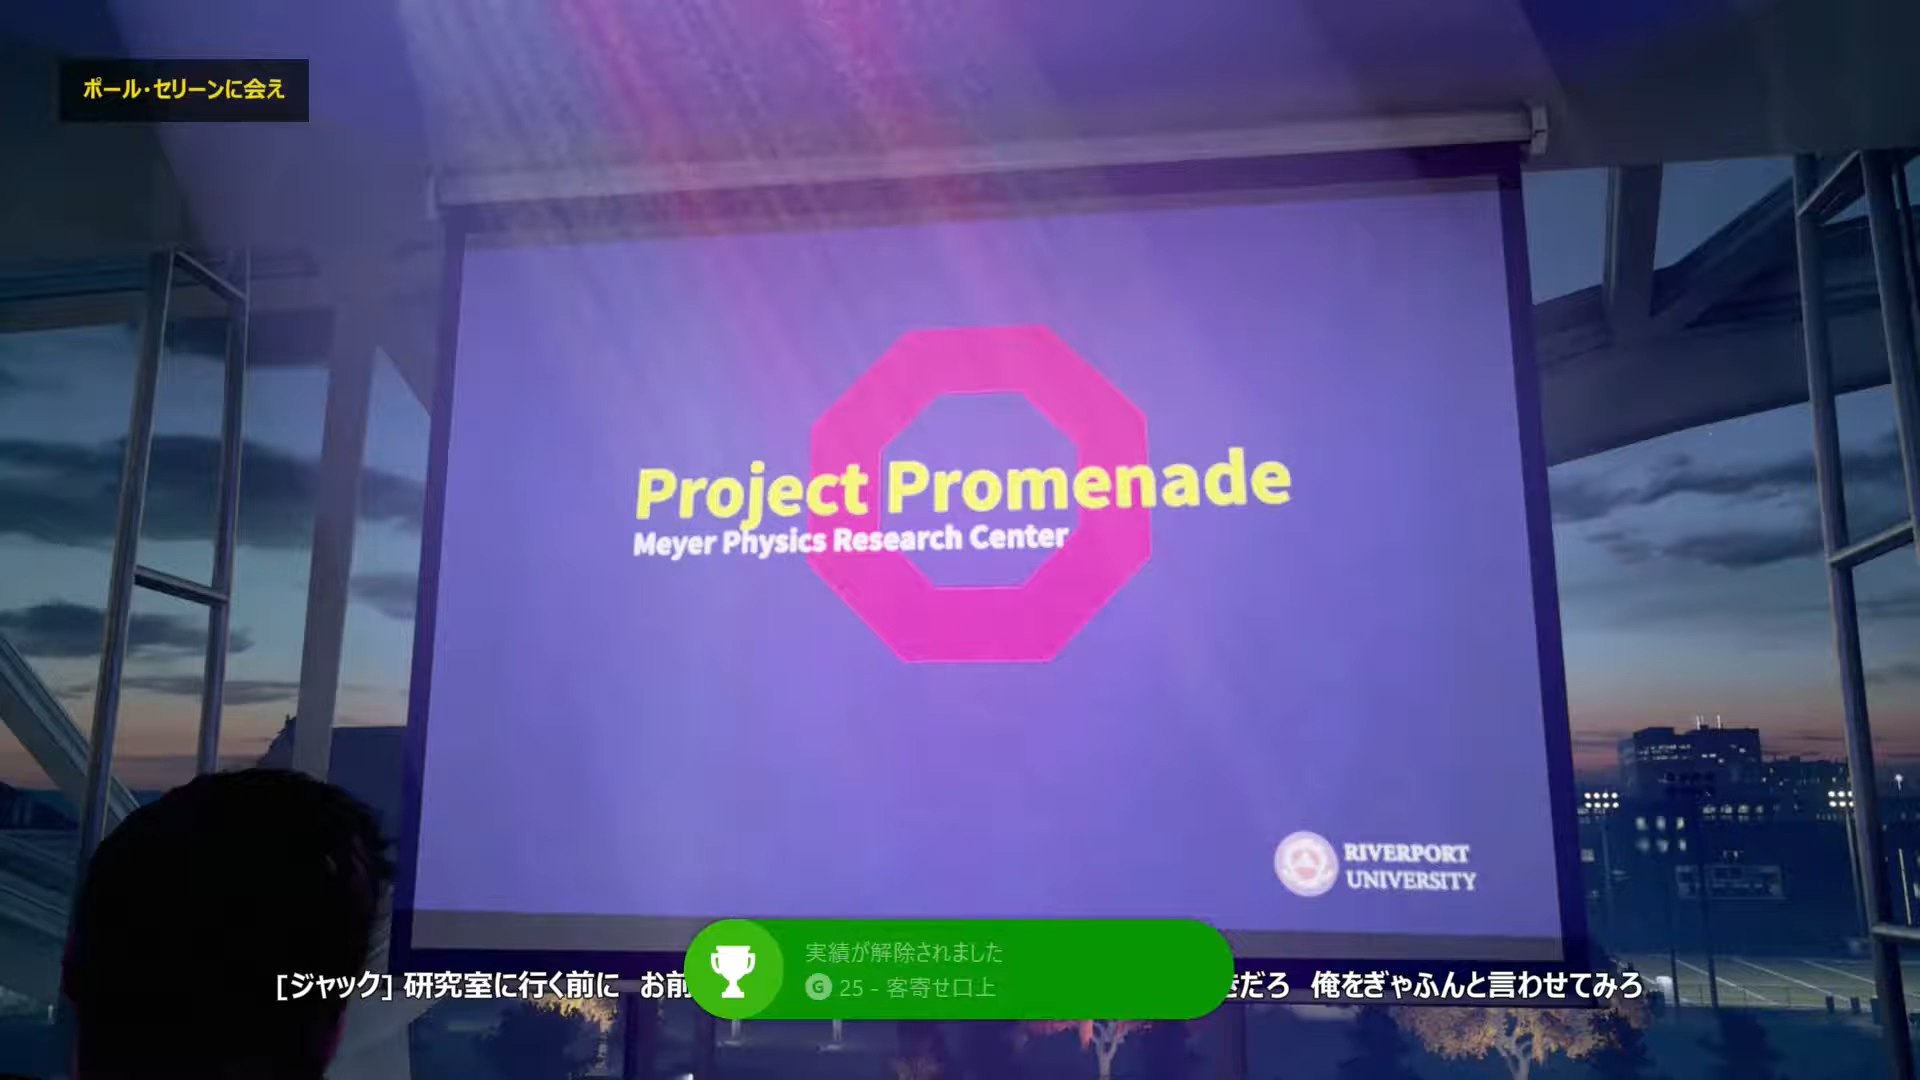 ポール・セリーンに会え
Project Promenade
Meyer Physics Research Center
RIVERPORT
UNIVERSITY
実績が解除されました
G 25 - 客寄せ口上
[ジャック] 研究室に行く前に お前 だろ 俺をぎゃふんと言わせてみろ